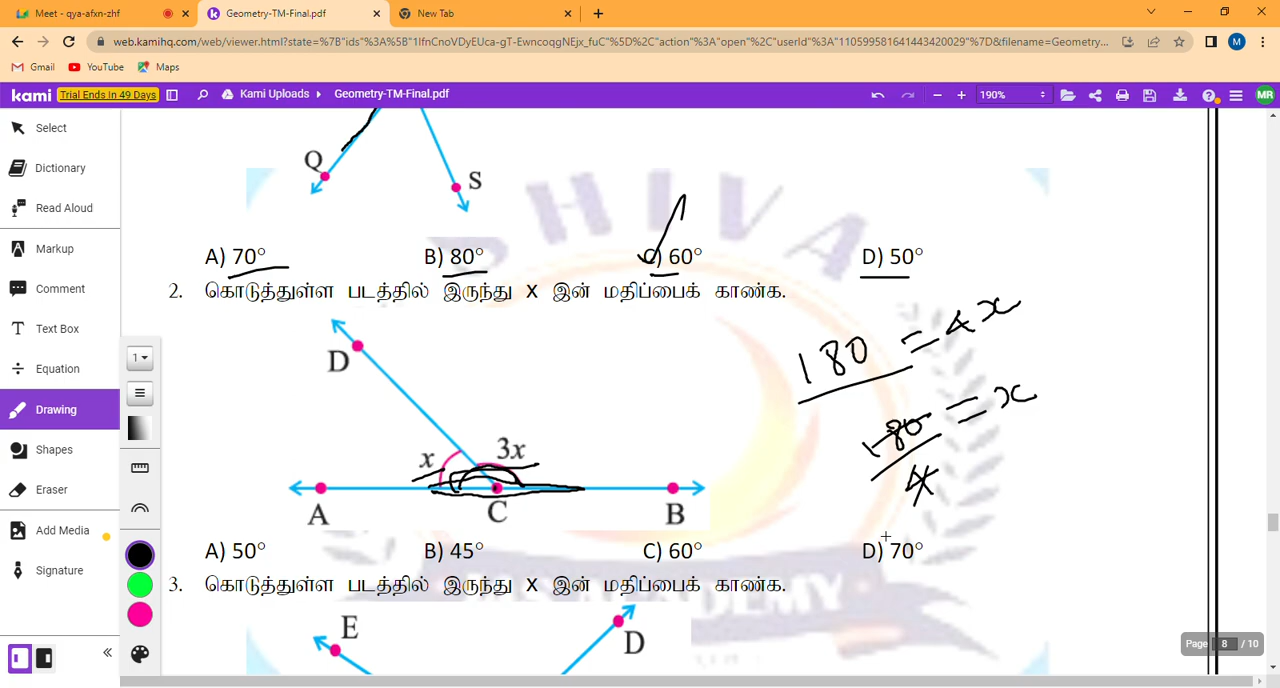 Meet - qya-afxn-zhf
Geometry-TM-Final.pdf
New Tab
web.kamihq.com/web/viewer.html?state=%7B"ids"%3A%5B"1IfnCnoVDyEUca-gT-EwncoqgNEjx_fuC"%5D%2C"action"%3A"open"%2C"userId"%3A"110599581641443420029"%7D&filename=Geometry...
M
Gmail
YouTube
Maps
kami
Trial Ends In 49 Days
Kami Uploads
Geometry-TM-Final.pdf
190%
MR
Select
Dictionary
Read Aloud
Markup
Comment
Text Box
Equation
Drawing
Shapes
Eraser
Add Media
Signature
1
Q
S
SHIVA
A) 70°
B) 80°
C) 60°
D) 50°
2. கொடுத்துள்ள படத்தில் இருந்து X இன் மதிப்பைக் காண்க.
180 = 4x
180/4 = x
D
x
3x
A
C
B
A) 50°
B) 45°
C) 60°
D) 70°
ACADEMY
3. கொடுத்துள்ள படத்தில் இருந்து X இன் மதிப்பைக் காண்க.
E
D
Page 8 / 10